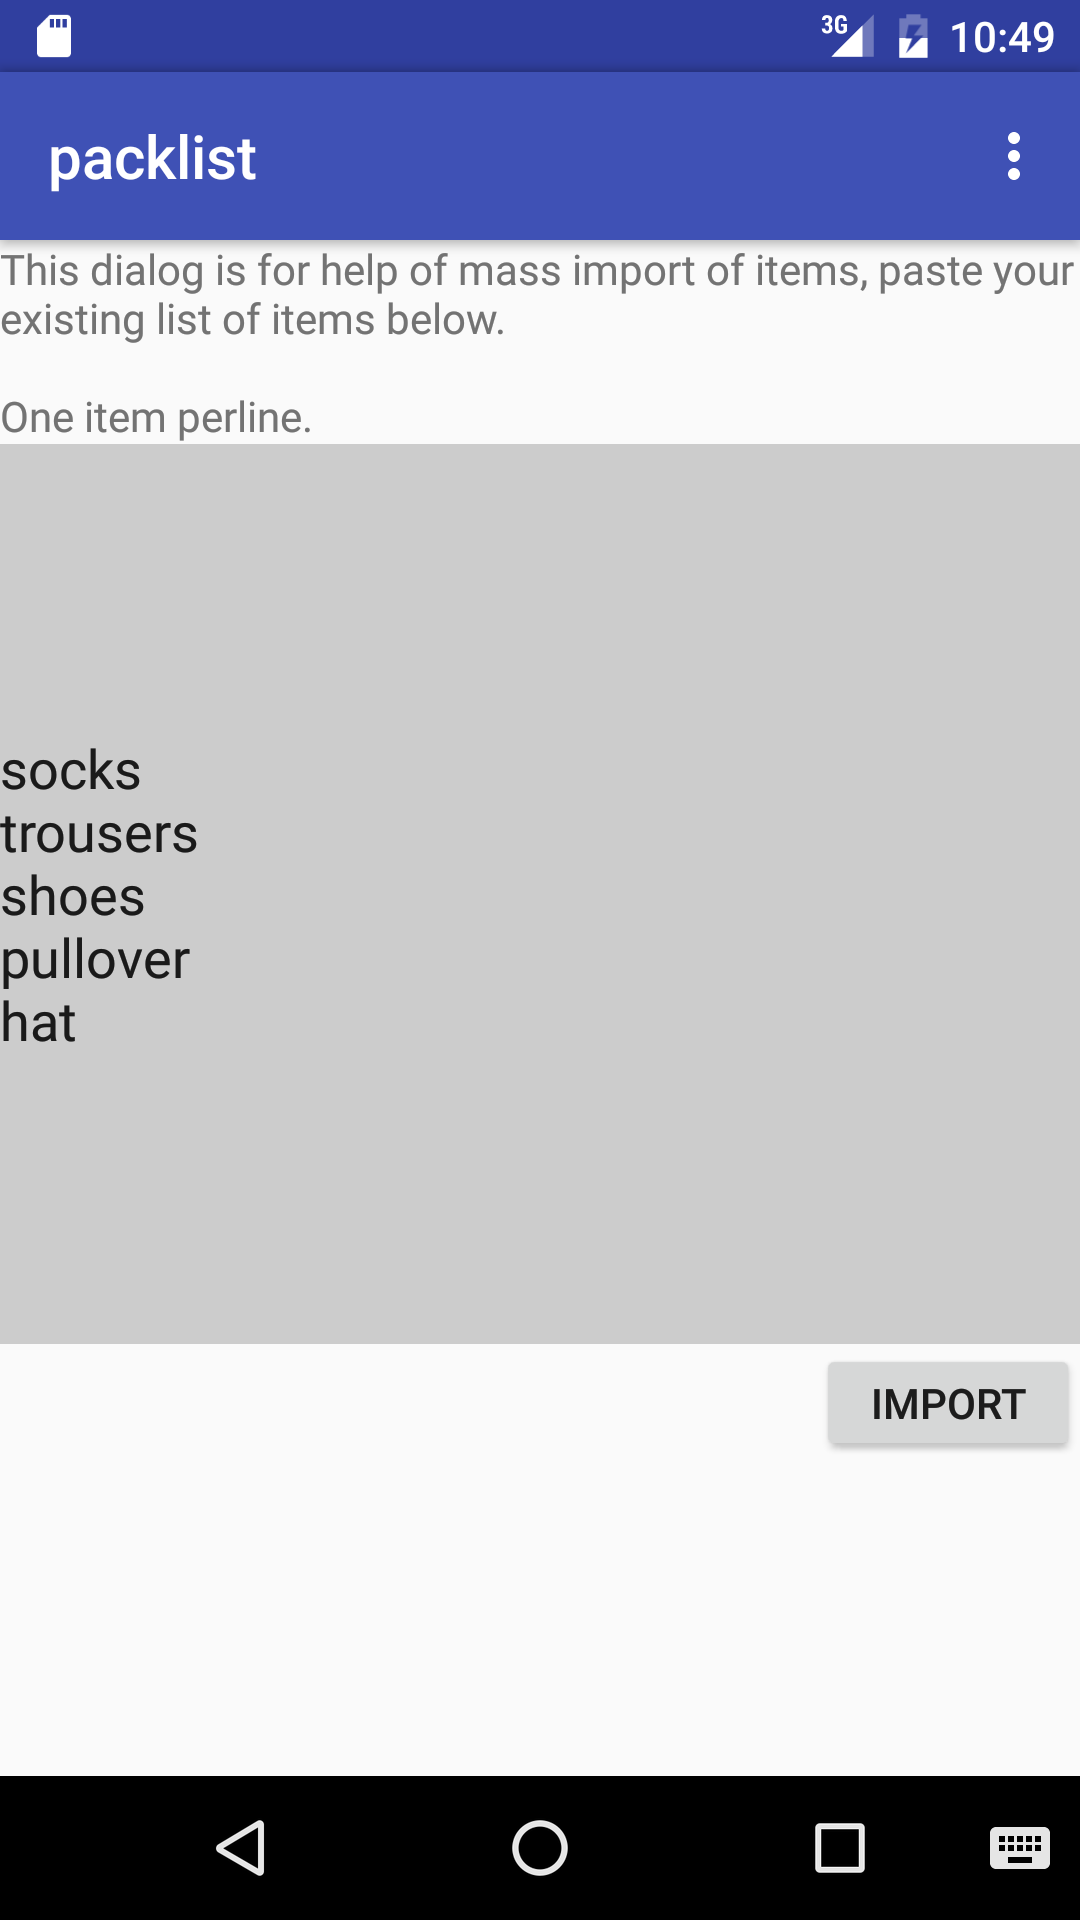 3G 10:49
packlist
This dialog is for help of mass import of items, paste your
existing list of items below.
One item perline.
socks
trousers
shoes
pullover
hat
IMPORT